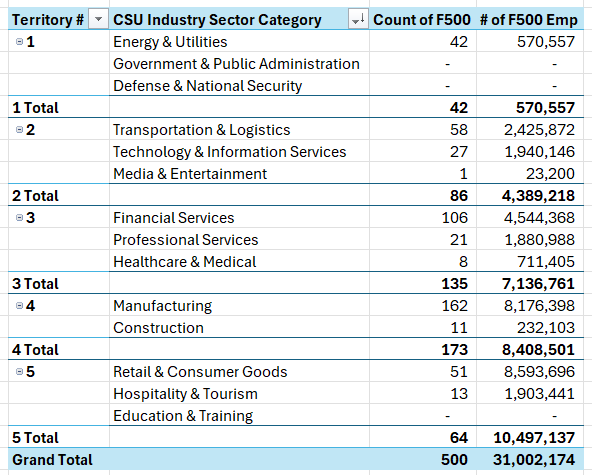 Territory # CSU Industry Sector Category Count of F500 # of F500 Emp
1 Energy & Utilities 42 570,557
Government & Public Administration - -
Defense & National Security - -
1 Total 42 570,557
2 Transportation & Logistics 58 2,425,872
Technology & Information Services 27 1,940,146
Media & Entertainment 1 23,200
2 Total 86 4,389,218
3 Financial Services 106 4,544,368
Professional Services 21 1,880,988
Healthcare & Medical 8 711,405
3 Total 135 7,136,761
4 Manufacturing 162 8,176,398
Construction 11 232,103
4 Total 173 8,408,501
5 Retail & Consumer Goods 51 8,593,696
Hospitality & Tourism 13 1,903,441
Education & Training - -
5 Total 64 10,497,137
Grand Total 500 31,002,174